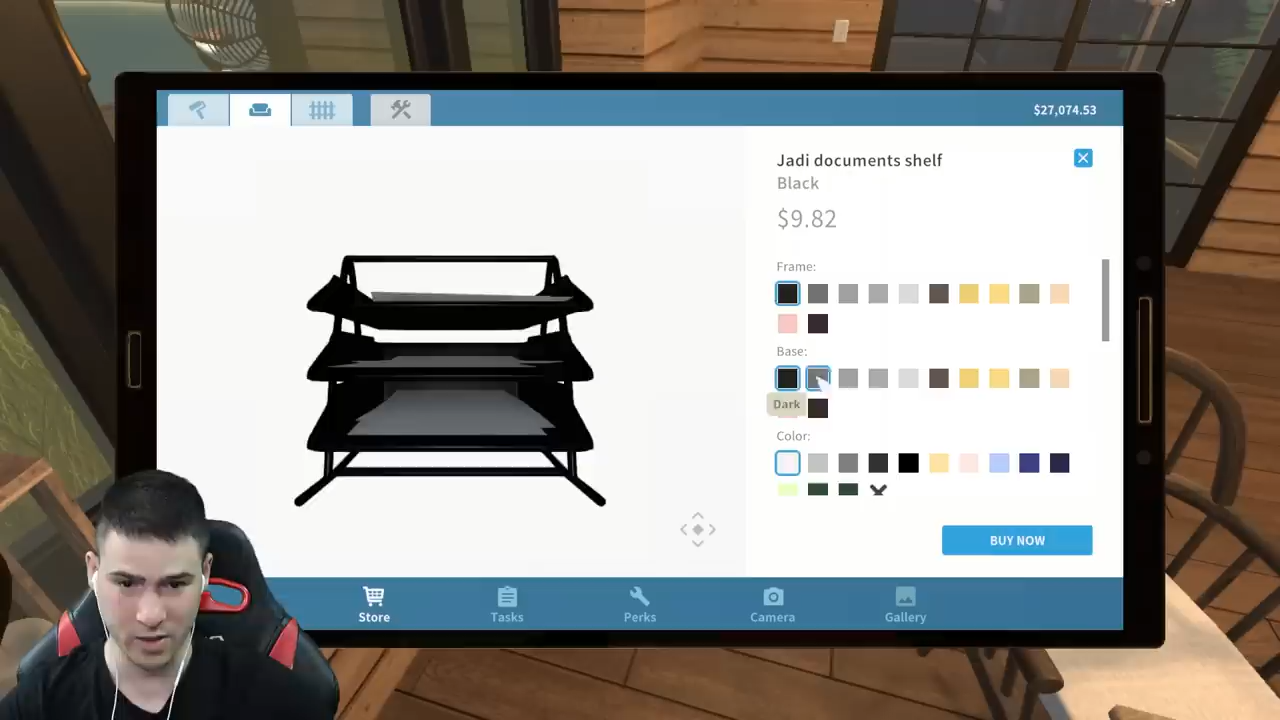 $27,074.53
Jadi documents shelf
Black
$9.82
Frame:
Base:
Dark
Color:
BUY NOW
Store
Tasks
Perks
Camera
Gallery